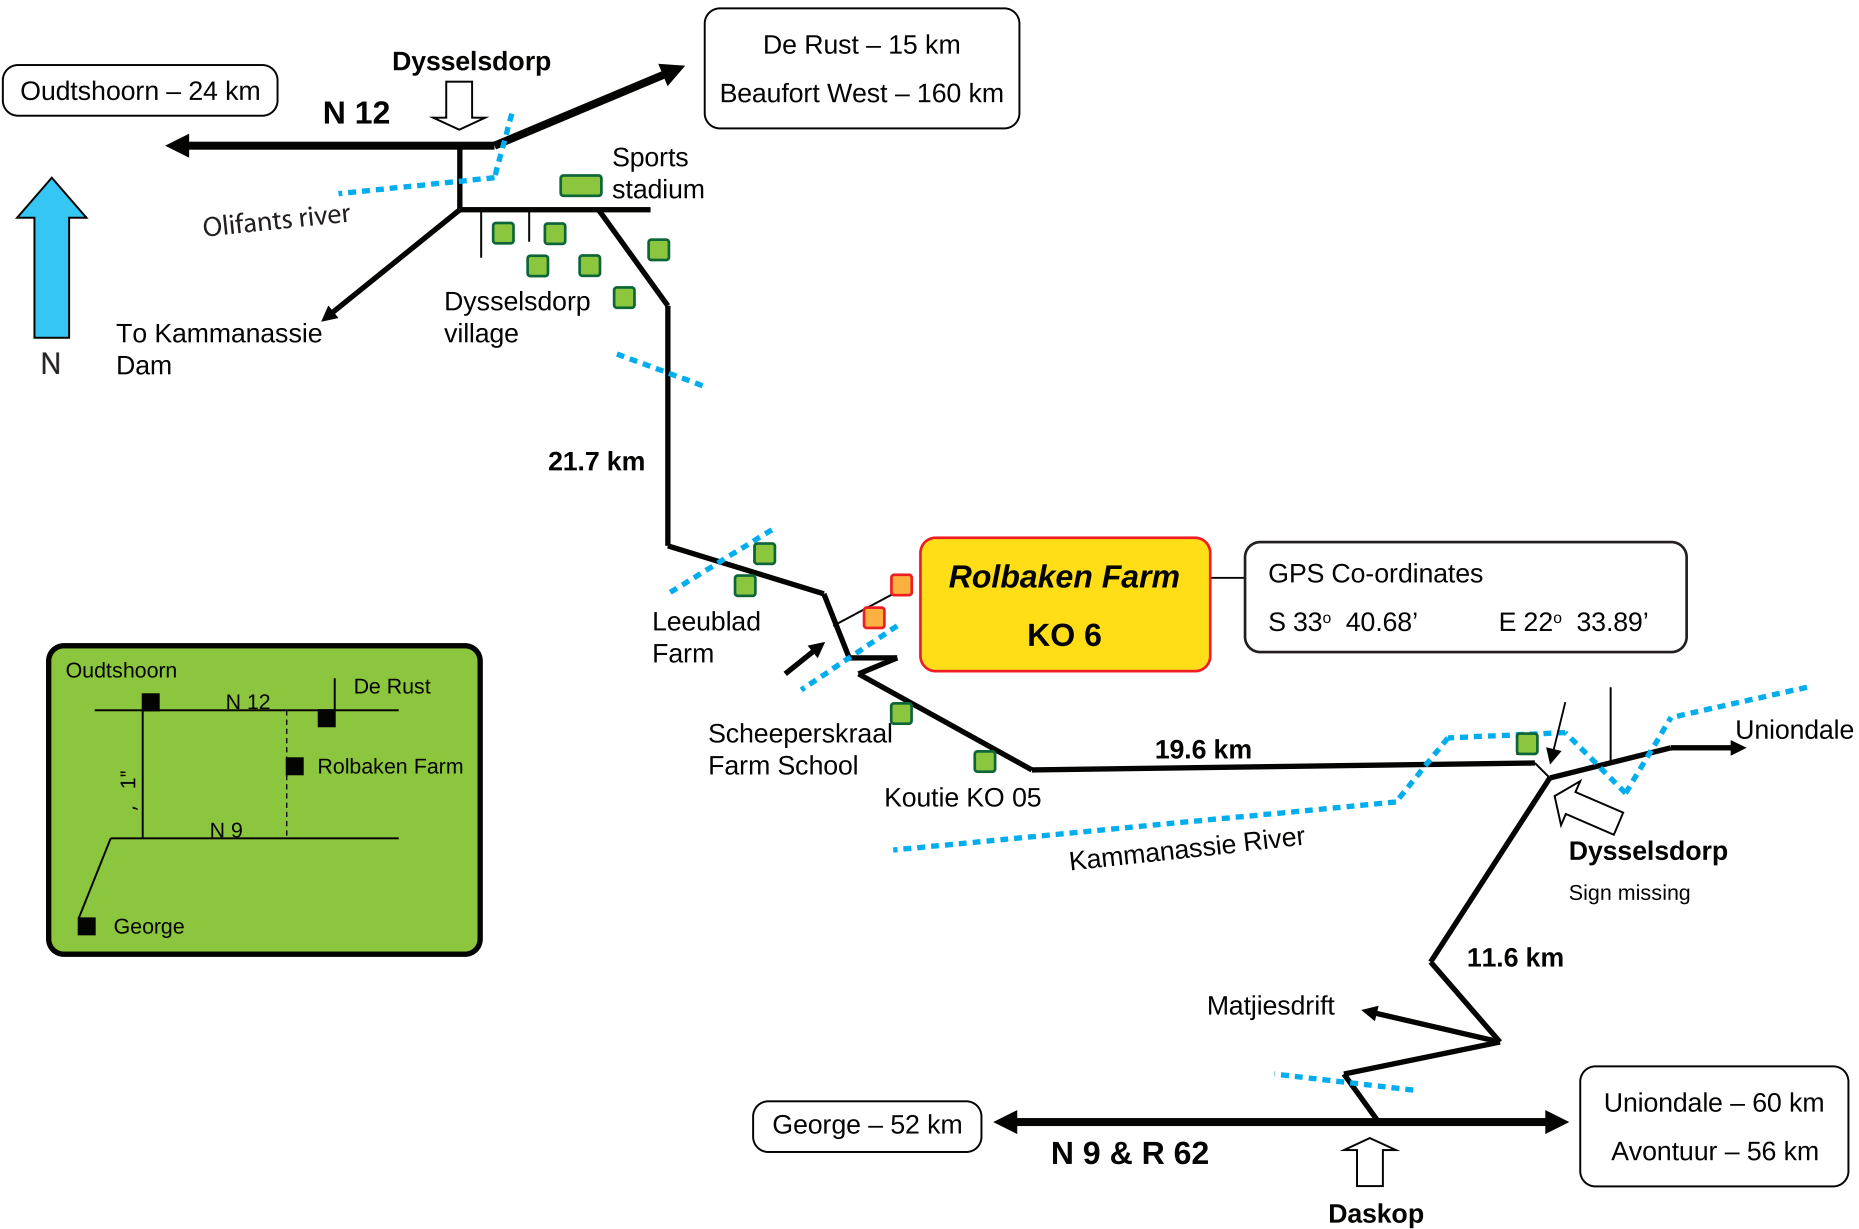 De Rust – 15 km
Beaufort West – 160 km
Dysselsdorp
Oudtshoorn – 24 km
N 12
Sports
stadium
Olifants river
Dysselsdorp
village
To Kammanassie
Dam
N
21.7 km
Rolbaken Farm
KO 6
GPS Co-ordinates
S 33º 40.68’ E 22º 33.89’
Leeublad
Farm
Scheeperskraal
Farm School
Koutie KO 05
19.6 km
Uniondale
Kammanassie River
Dysselsdorp
Sign missing
11.6 km
Matjiesdrift
Oudtshoorn
N 12
De Rust
Rolbaken Farm
, 1"
N 9
George
George – 52 km
N 9 & R 62
Uniondale – 60 km
Avontuur – 56 km
Daskop